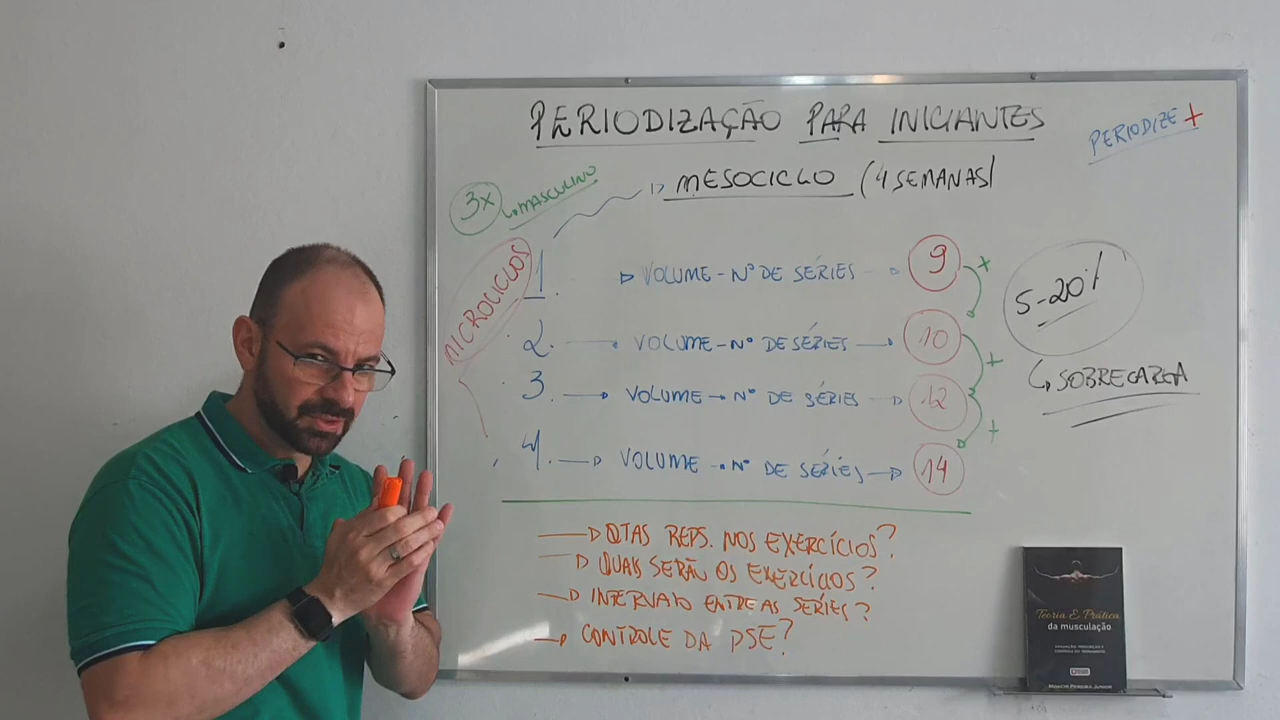 PERIODIZAÇÃO PARA INICIANTES
PERIODIZE +
3X MASCULINO
MESOCICLO (4 SEMANAS)
MICROCICLOS
1 VOLUME - Nº DE SÉRIES 9 +
5-20%
2. VOLUME - Nº DE SÉRIES 10 +
SOBRECARGA
3. VOLUME - Nº DE SÉRIES 12 +
4. VOLUME - Nº DE SÉRIES 14
QTAS REPS. NOS EXERCÍCIOS?
QUAIS SERÃO OS EXERCÍCIOS?
INTERVALO ENTRE AS SÉRIES?
CONTROLE DA PSE?
Teoria & Prática
da musculação